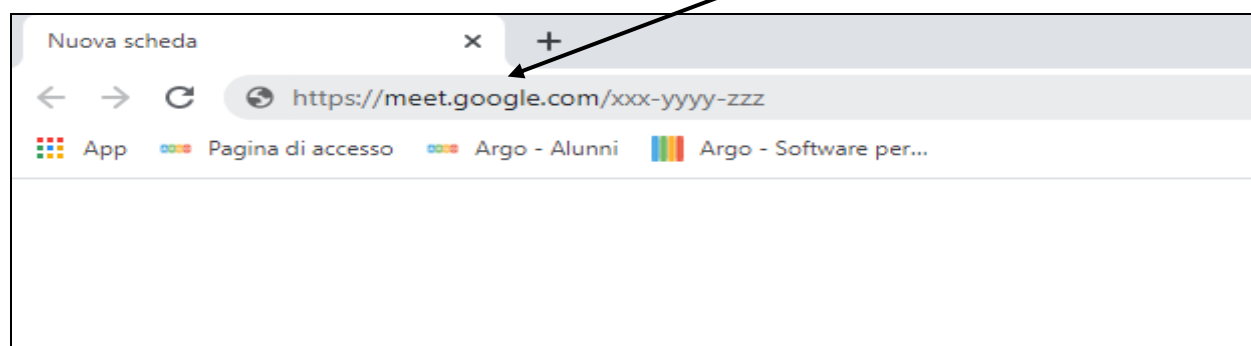 Nuova scheda
https://meet.google.com/xxx-yyyy-zzz
App Pagina di accesso Argo - Alunni Argo - Software per...